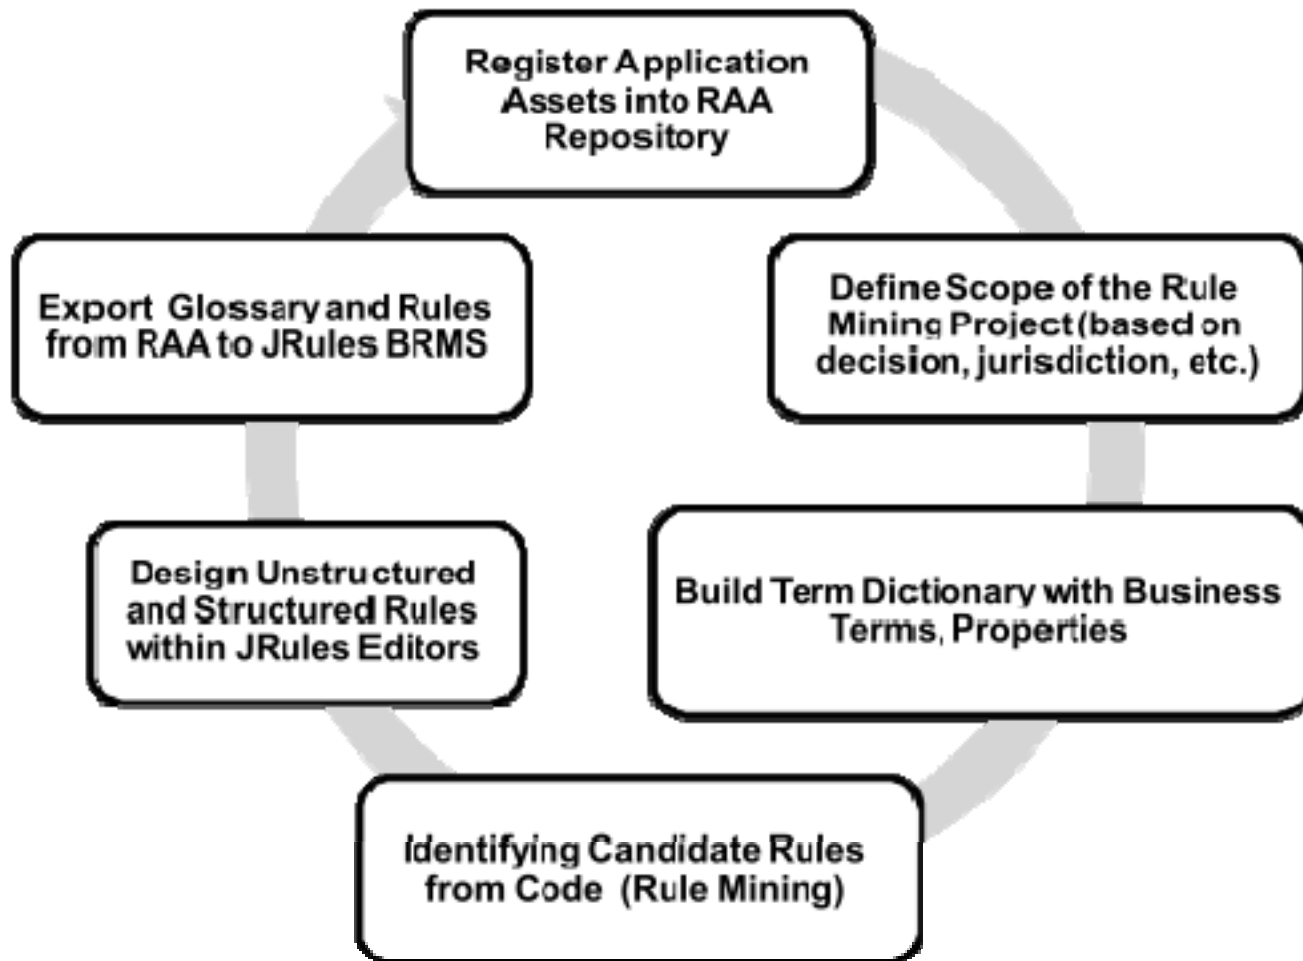 Register Application
Assets into RAA
Repository
Define Scope of the Rule
Mining Project (based on
decision, jurisdiction, etc.)
Build Term Dictionary with Business
Terms, Properties
Identifying Candidate Rules
from Code (Rule Mining)
Design Unstructured
and Structured Rules
within JRules Editors
Export Glossary and Rules
from RAA to JRules BRMS